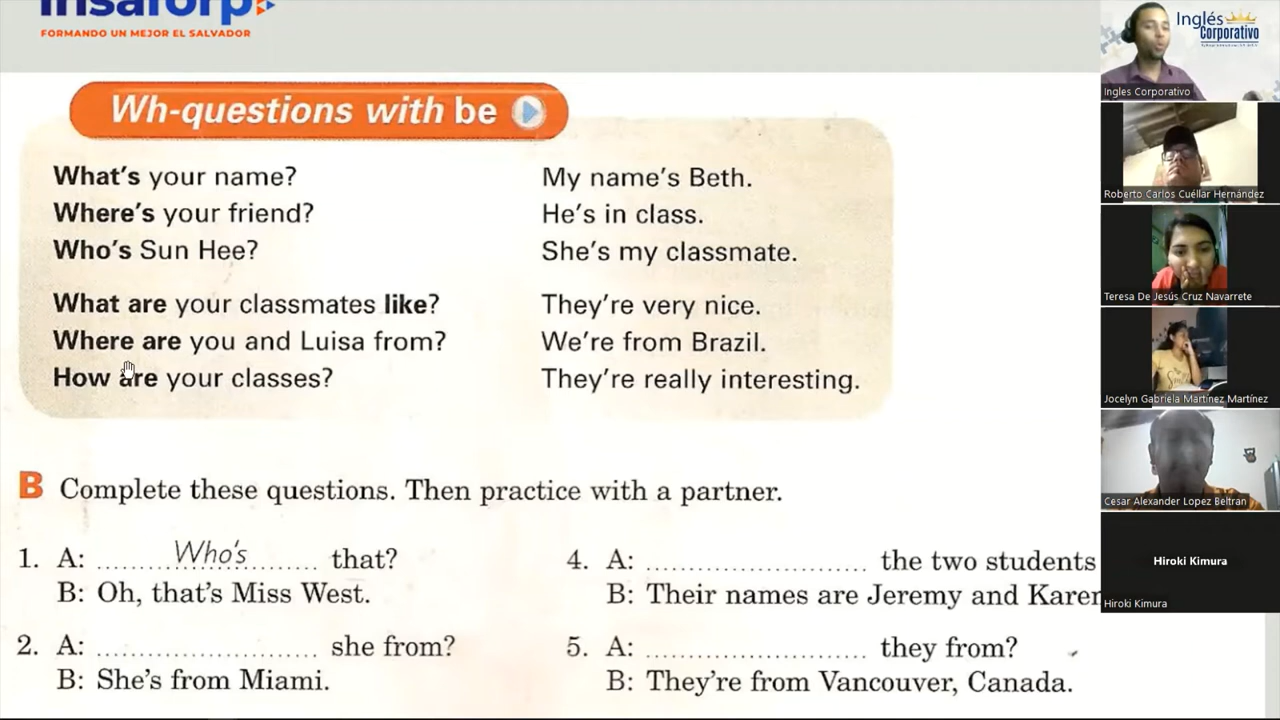 insaforp
FORMANDO UN MEJOR EL SALVADOR
Wh-questions with be
What's your name? My name's Beth.
Where's your friend? He's in class.
Who's Sun Hee? She's my classmate.
What are your classmates like? They're very nice.
Where are you and Luisa from? We're from Brazil.
How are your classes? They're really interesting.
B Complete these questions. Then practice with a partner.
1. A: Who's that?
B: Oh, that's Miss West.
2. A: she from?
B: She's from Miami.
4. A: the two students
B: Their names are Jeremy and Karen
5. A: they from?
B: They're from Vancouver, Canada.
Inglés
Corporativo
Ingles Corporativo
Roberto Carlos Cuéllar Hernández
Teresa De Jesús Cruz Navarrete
Jocelyn Gabriela Martínez Martínez
Cesar Alexander Lopez Beltran
Hiroki Kimura
Hiroki Kimura